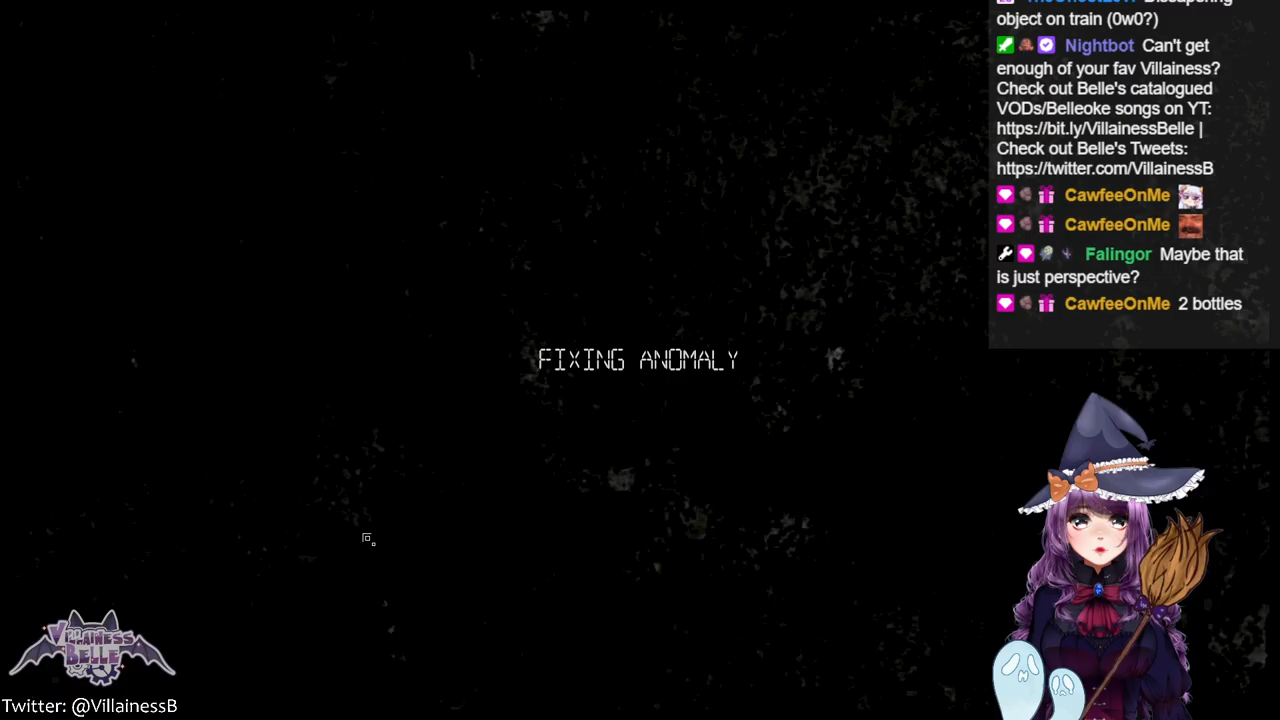 object on train (0w0?)
Nightbot Can't get
enough of your fav Villainess?
Check out Belle's catalogued
VODs/Belleoke songs on YT:
https://bit.ly/VillainessBelle |
Check out Belle's Tweets:
https://twitter.com/VillainessB
CawfeeOnMe
CawfeeOnMe
Falingor Maybe that
is just perspective?
CawfeeOnMe 2 bottles
FIXING ANOMALY
VILLAINESS
BELLE
Twitter: @VillainessB